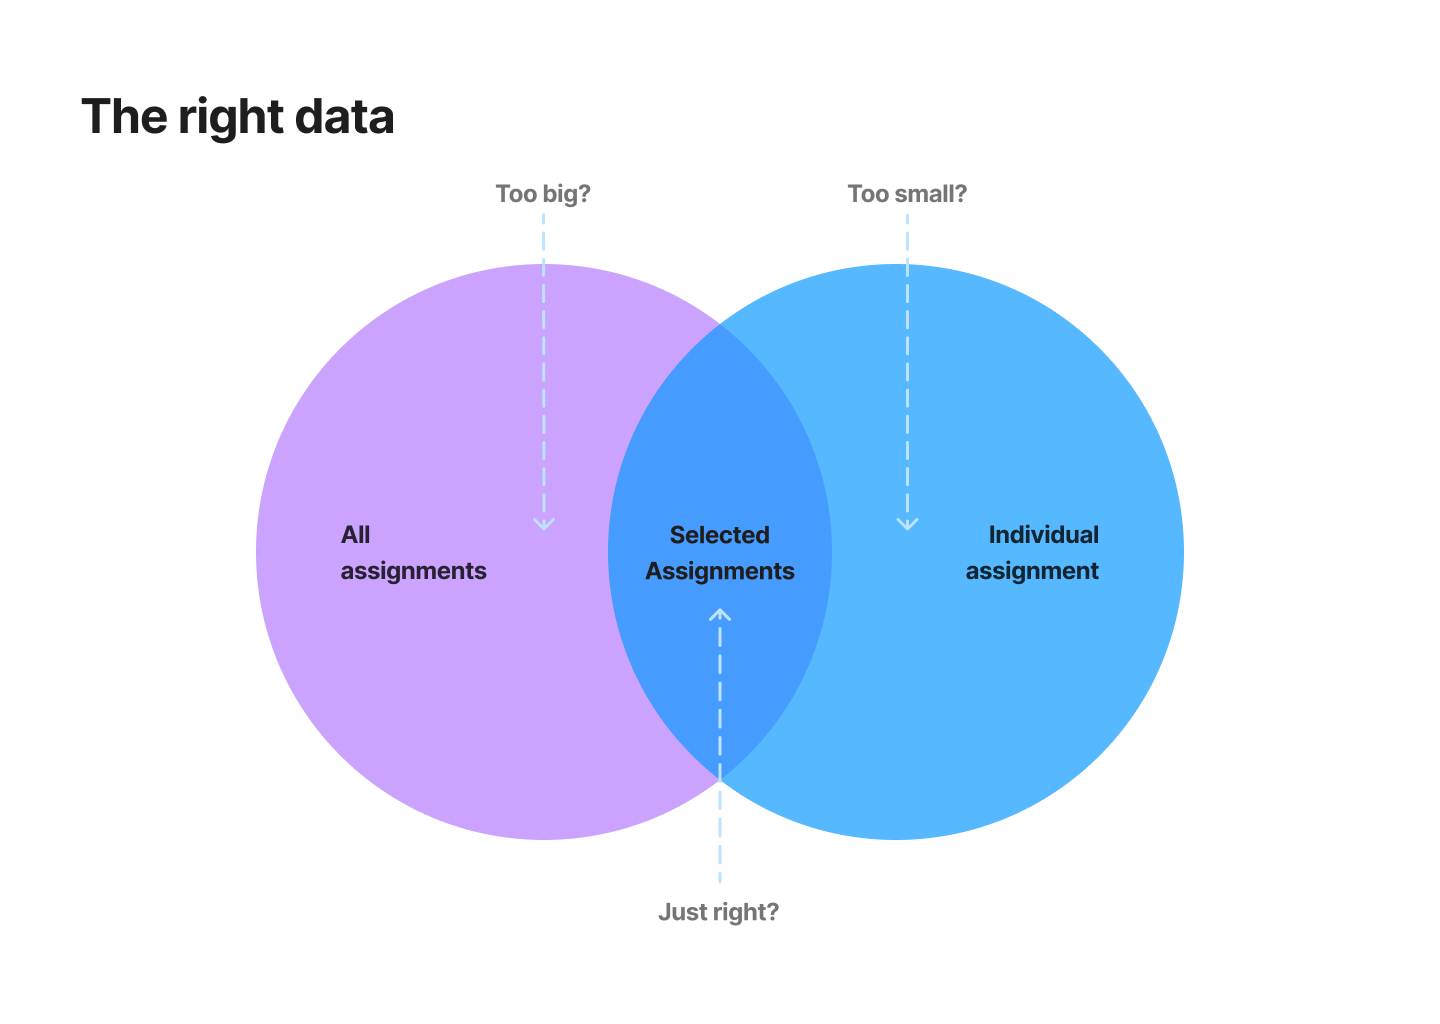 The right data
Too big?
Too small?
All
assignments
Selected
Assignments
Individual
assignment
Just right?